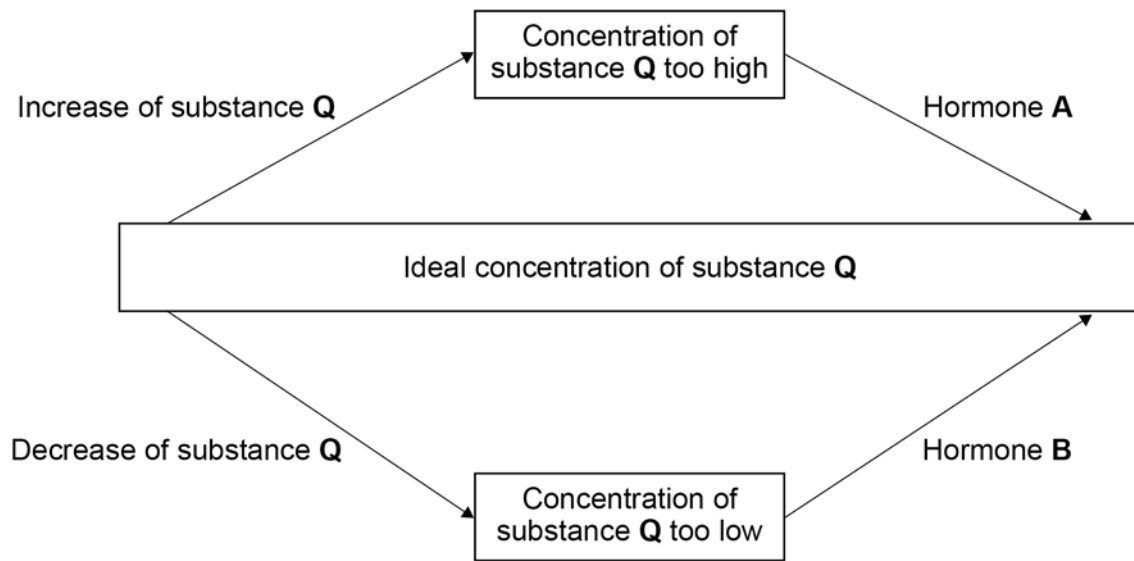 Concentration of
substance Q too high
Increase of substance Q
Hormone A
Ideal concentration of substance Q
Decrease of substance Q
Hormone B
Concentration of
substance Q too low